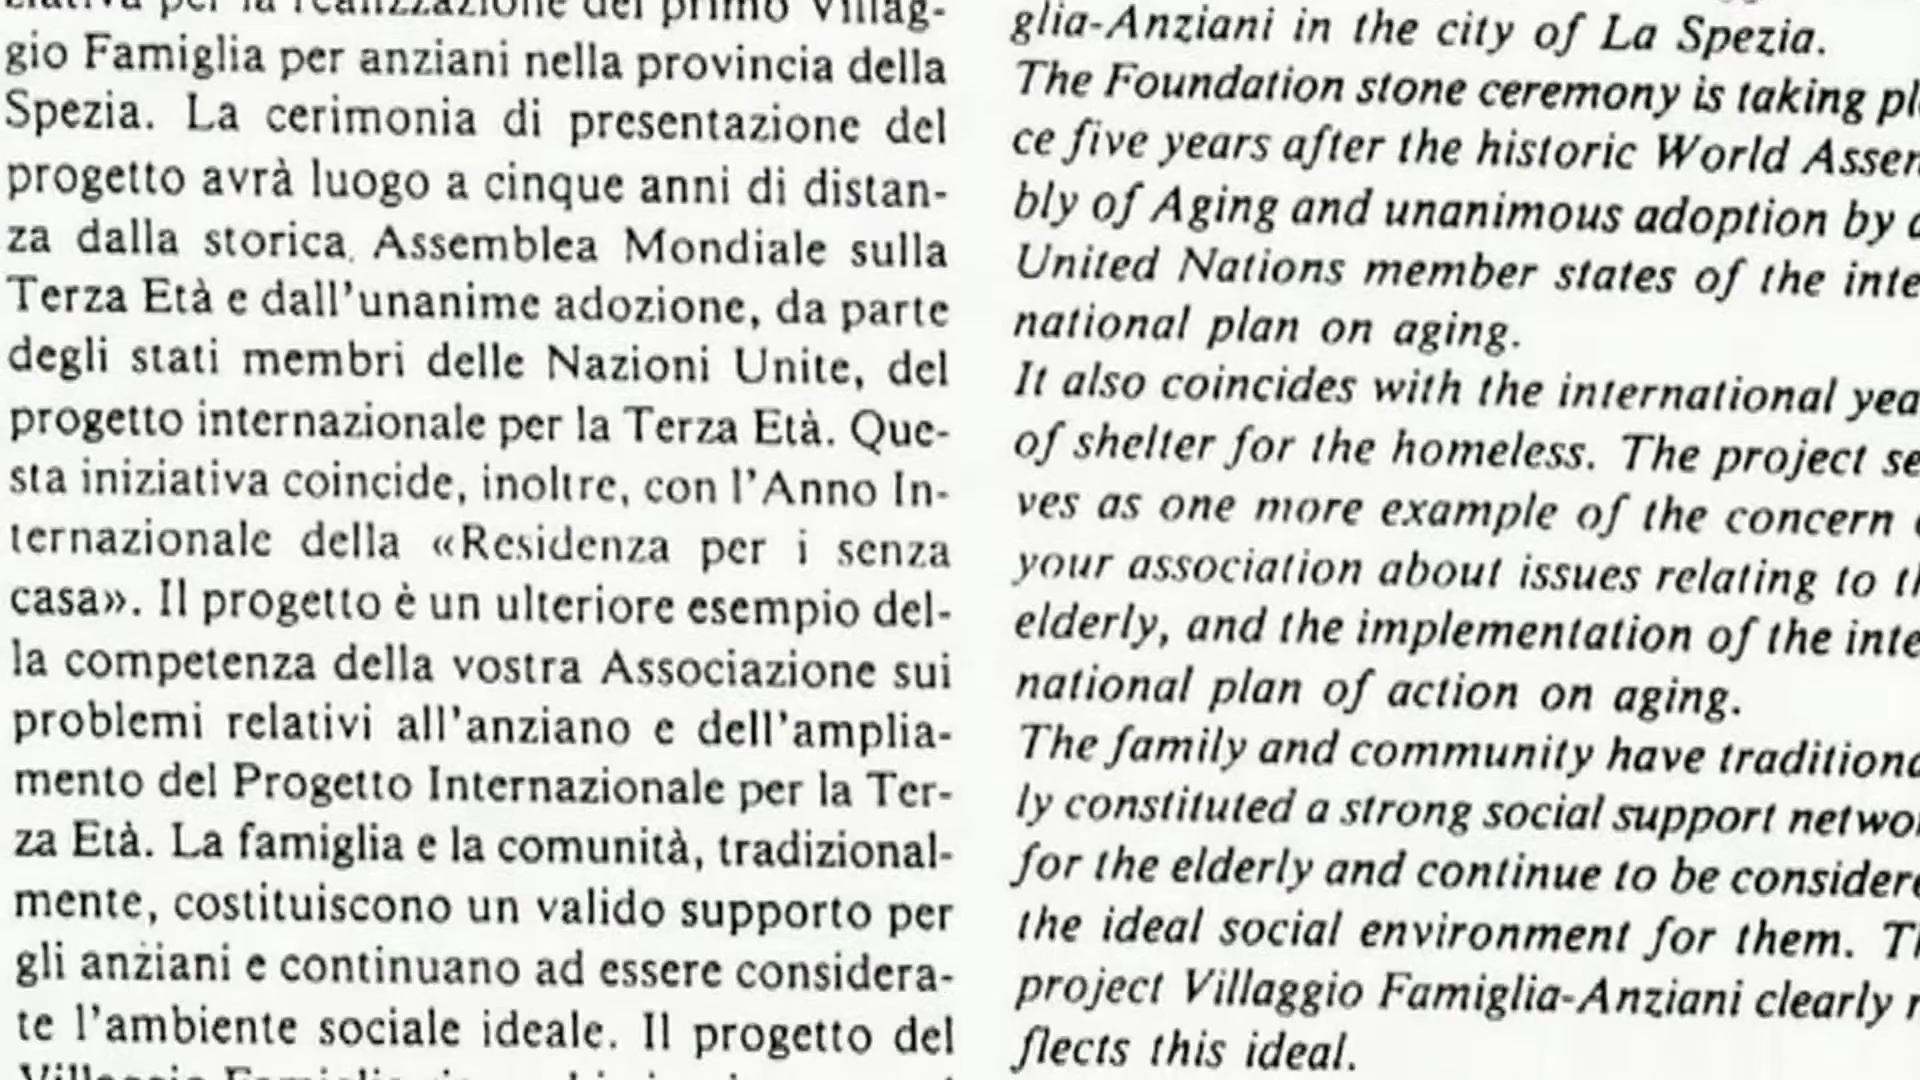 per la realizzazione del primo Villag-
gio Famiglia per anziani nella provincia della
Spezia. La cerimonia di presentazione del
progetto avrà luogo a cinque anni di distan-
za dalla storica Assemblea Mondiale sulla
Terza Età e dall'unanime adozione, da parte
degli stati membri delle Nazioni Unite, del
progetto internazionale per la Terza Età. Que-
sta iniziativa coincide, inoltre, con l'Anno In-
ternazionale della «Residenza per i senza
casa». Il progetto è un ulteriore esempio del-
la competenza della vostra Associazione sui
problemi relativi all'anziano e dell'amplia-
mento del Progetto Internazionale per la Ter-
za Età. La famiglia e la comunità, tradizional-
mente, costituiscono un valido supporto per
gli anziani e continuano ad essere considera-
te l'ambiente sociale ideale. Il progetto del
Villaggio Famiglia
glia-Anziani in the city of La Spezia.
The Foundation stone ceremony is taking pl
ce five years after the historic World Assem
bly of Aging and unanimous adoption by
United Nations member states of the inte
national plan on aging.
It also coincides with the international yea
of shelter for the homeless. The project se
ves as one more example of the concern
your association about issues relating to t
elderly, and the implementation of the inte
national plan of action on aging.
The family and community have traditiona
ly constituted a strong social support netwo
for the elderly and continue to be considere
the ideal social environment for them. T
project Villaggio Famiglia-Anziani clearly r
flects this ideal.